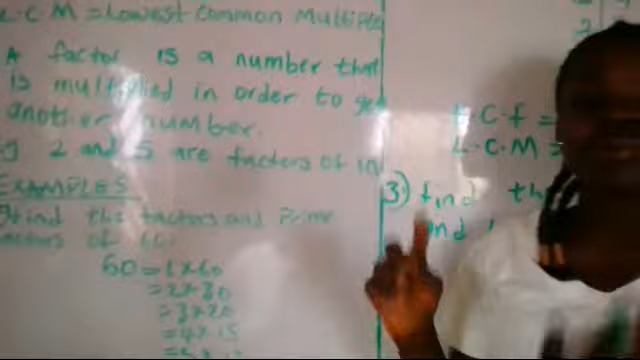 L.C.M = Lowest Common Multiple
A factor is a number that
is multiplied in order to get
another number.
eg 2 and 5 are factors of 10
EXAMPLES
find the factors and Prime
factors of 60.
60 = 1 x 60
= 2 x 30
= 3 x 20
= 4 x 15
= 5 x 12
H.C.F =
L.C.M =
3) find